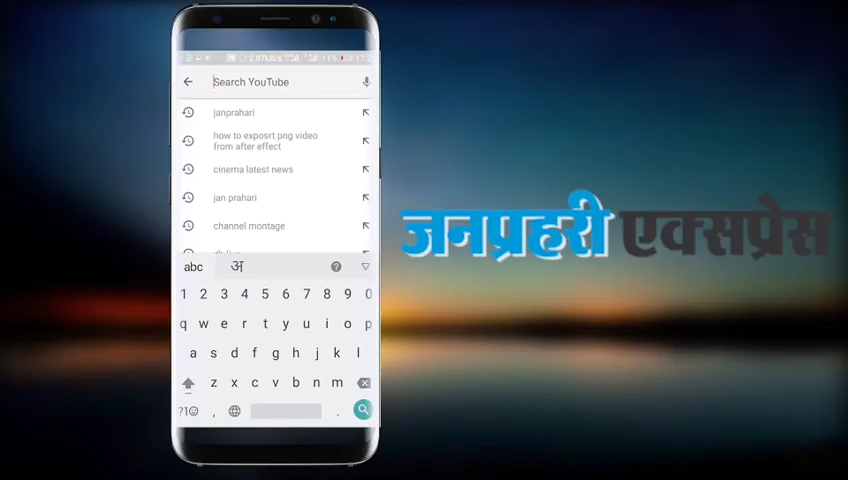 11%
Search YouTube
janprahari
how to exposrt png video
from after effect
cinema latest news
jan prahari
channel montage
abc अ ?
1 2 3 4 5 6 7 8 9 0
q w e r t y u i o p
a s d f g h j k l
z x c v b n m
?1☺ , .
जनप्रहरी एक्सप्रेस